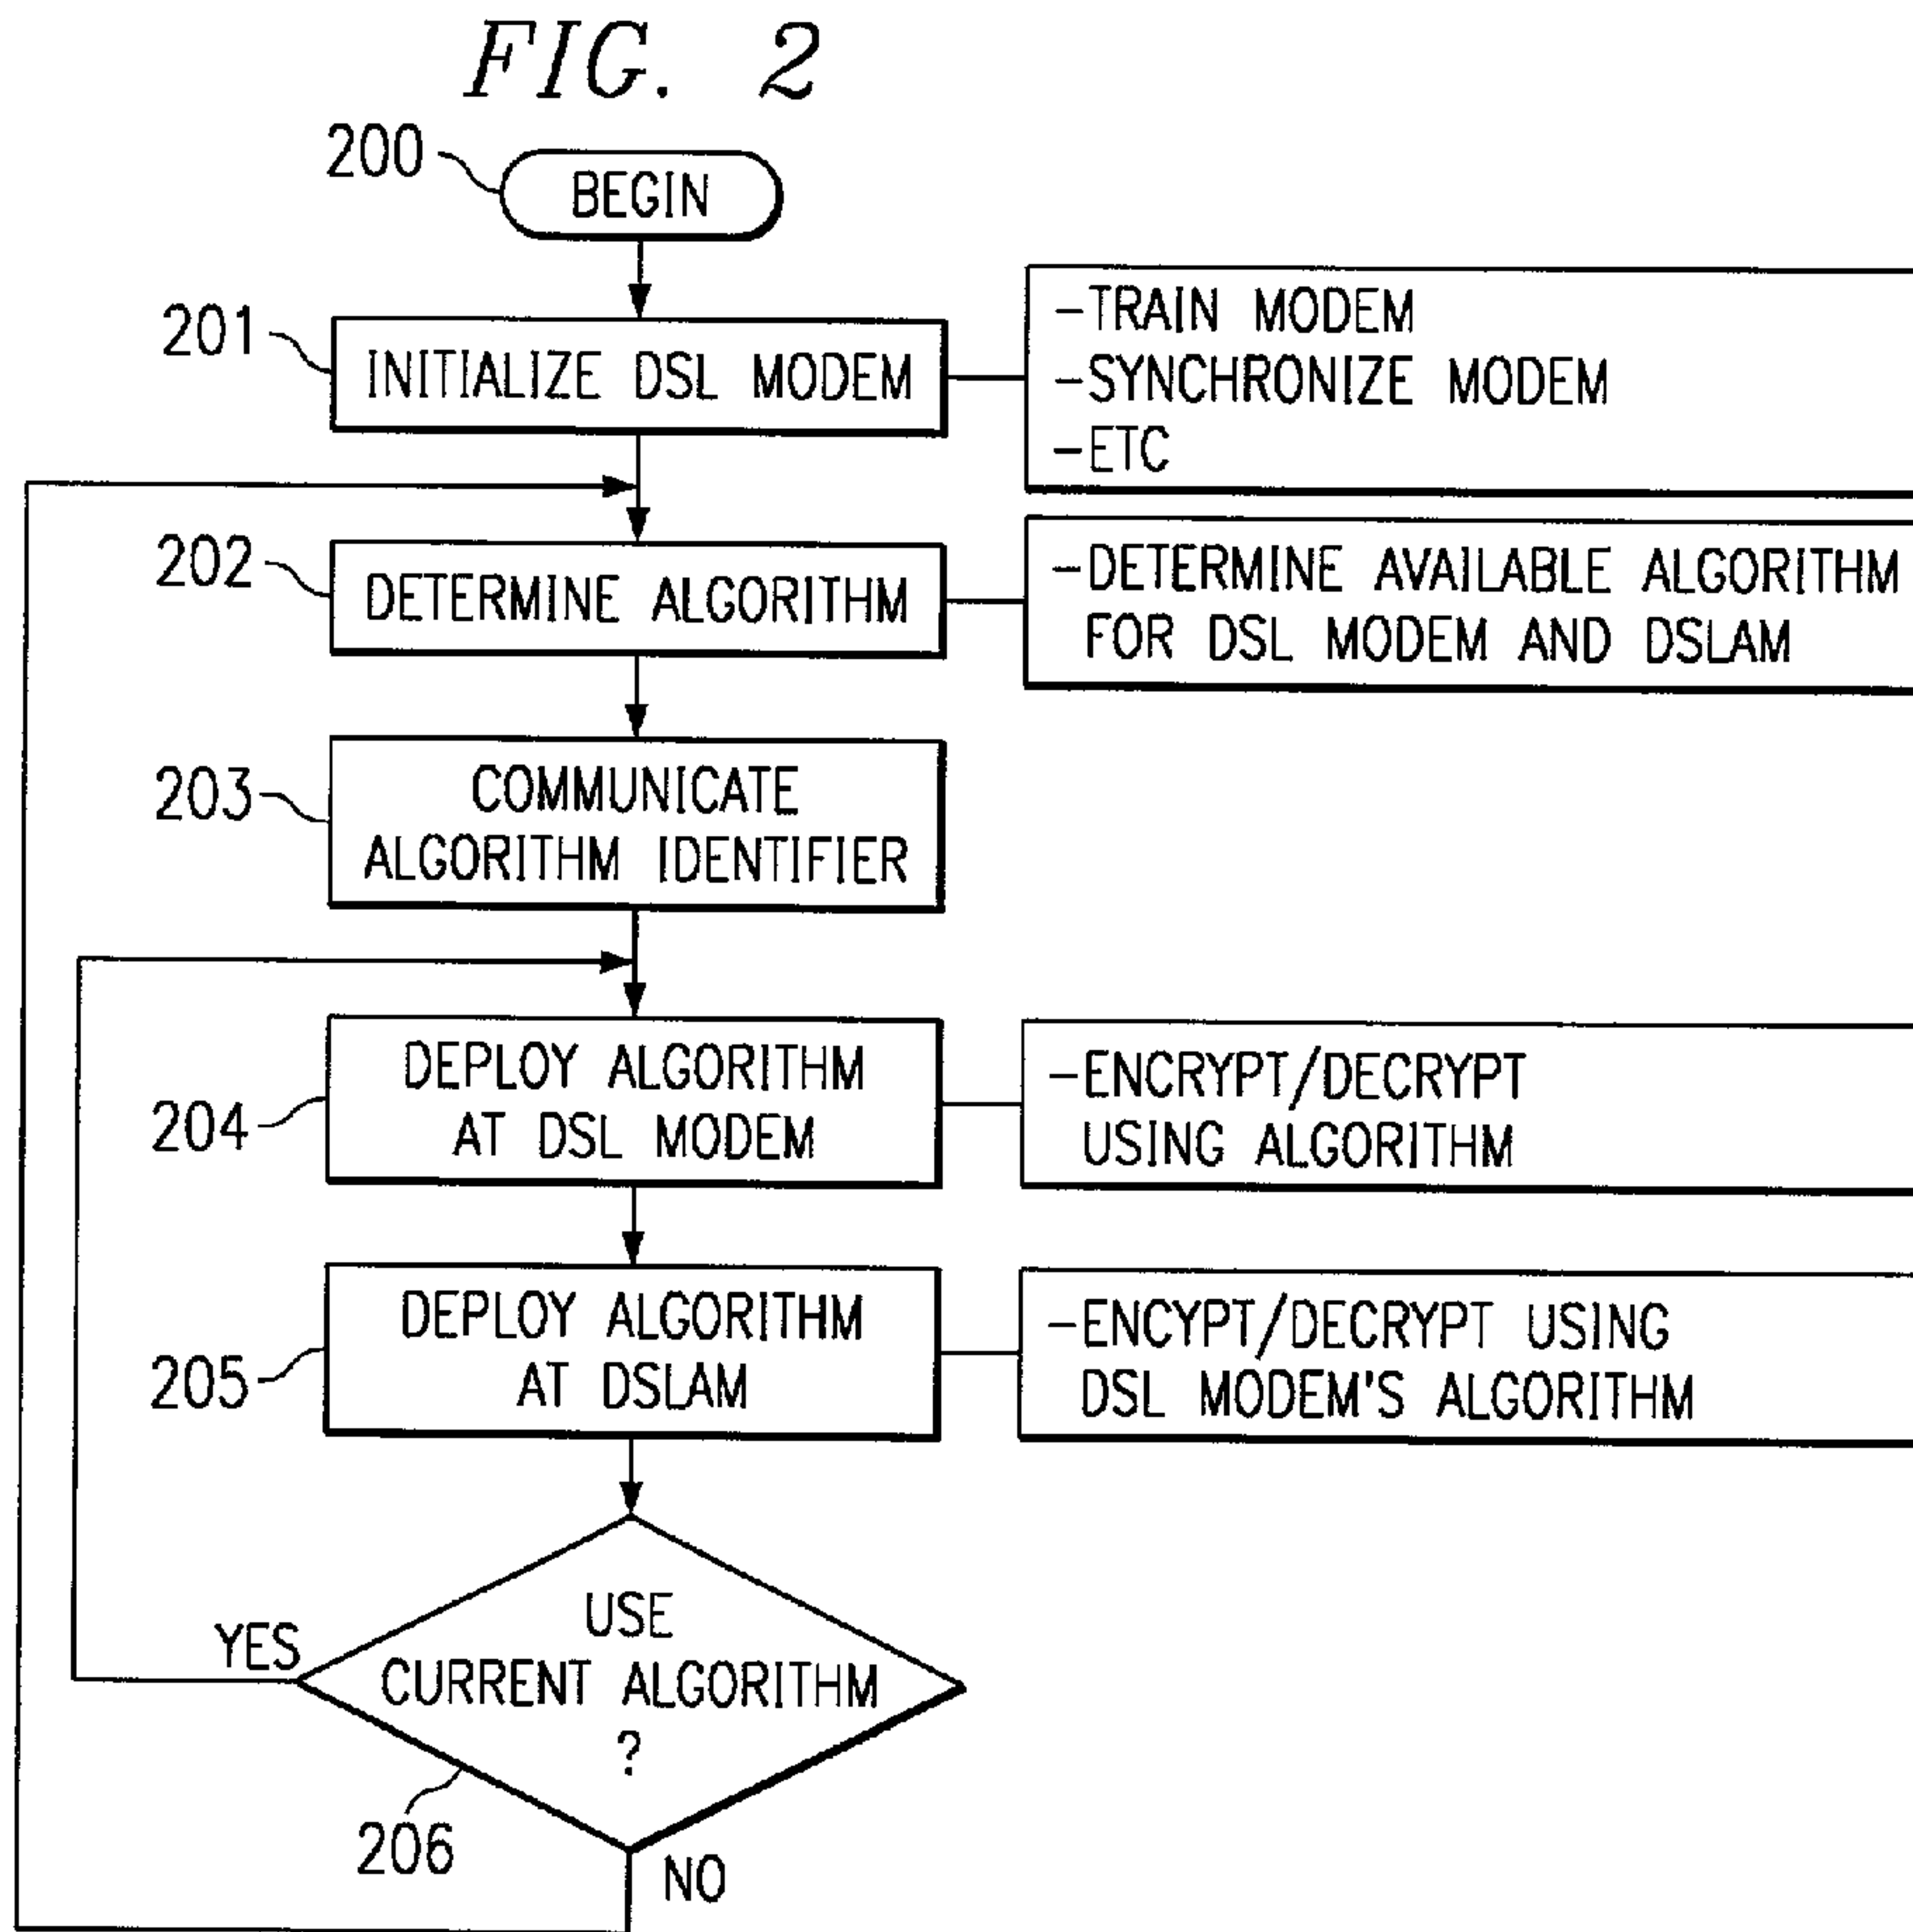 FIG. 2
200
BEGIN
201
INITIALIZE DSL MODEM
-TRAIN MODEM
-SYNCHRONIZE MODEM
-ETC
202
DETERMINE ALGORITHM
-DETERMINE AVAILABLE ALGORITHM
FOR DSL MODEM AND DSLAM
203
COMMUNICATE
ALGORITHM IDENTIFIER
204
DEPLOY ALGORITHM
AT DSL MODEM
-ENCRYPT/DECRYPT
USING ALGORITHM
205
DEPLOY ALGORITHM
AT DSLAM
-ENCYPT/DECRYPT USING
DSL MODEM'S ALGORITHM
YES
USE
CURRENT ALGORITHM
?
206
NO